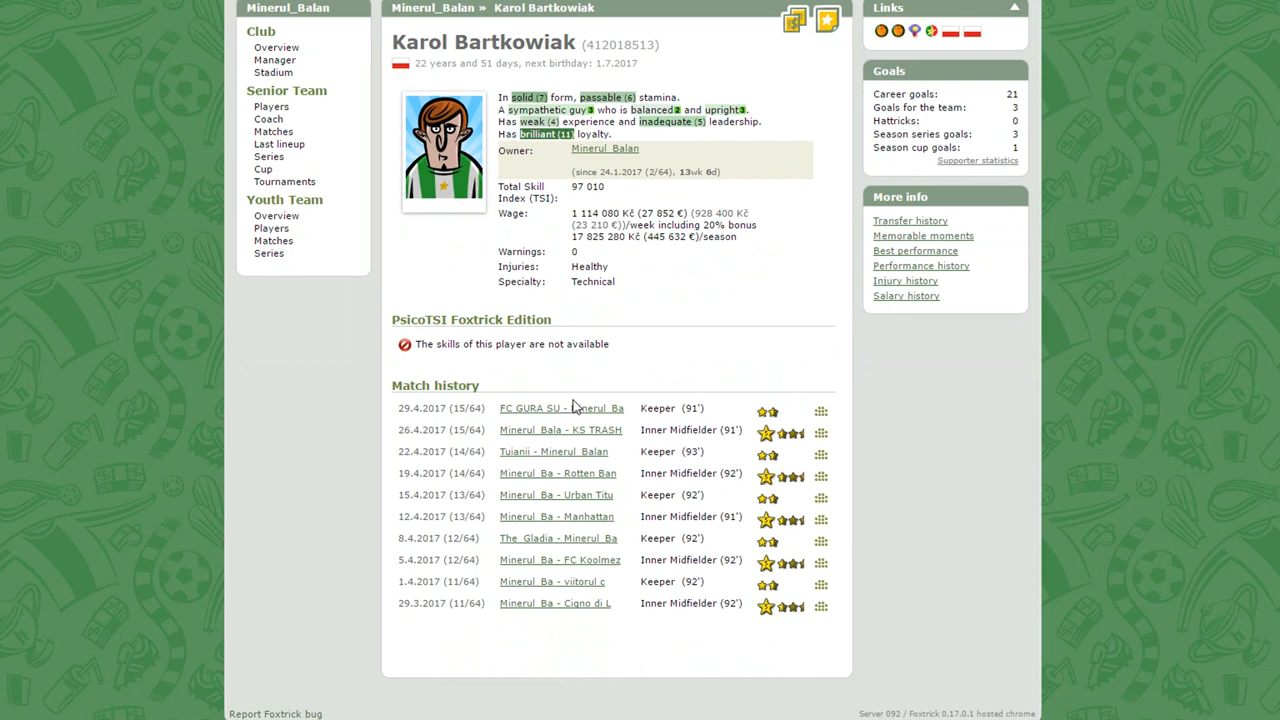 Minerul_Balan
Club
Overview
Manager
Stadium
Senior Team
Players
Coach
Matches
Last lineup
Series
Cup
Tournaments
Youth Team
Overview
Players
Matches
Series
Minerul_Balan » Karol Bartkowiak
Karol Bartkowiak (412018513)
22 years and 51 days, next birthday: 1.7.2017
In solid (7) form, passable (6) stamina.
A sympathetic guy3 who is balanced2 and upright3.
Has weak (4) experience and inadequate (5) leadership.
Has brilliant (11) loyalty.
Owner: Minerul_Balan
(since 24.1.2017 (2/64), 13wk 6d)
Total Skill Index (TSI): 97 010
Wage: 1 114 080 Kč (27 852 €) (928 400 Kč
(23 210 €))/week including 20% bonus
17 825 280 Kč (445 632 €)/season
Warnings: 0
Injuries: Healthy
Specialty: Technical
PsicoTSI Foxtrick Edition
The skills of this player are not available
Match history
29.4.2017 (15/64) FC GURA SU - Minerul_Ba Keeper (91')
26.4.2017 (15/64) Minerul_Bala - KS TRASH Inner Midfielder (91')
22.4.2017 (14/64) Tuianii - Minerul_Balan Keeper (93')
19.4.2017 (14/64) Minerul_Ba - Rotten Ban Inner Midfielder (92')
15.4.2017 (13/64) Minerul_Ba - Urban Titu Keeper (92')
12.4.2017 (13/64) Minerul_Ba - Manhattan Inner Midfielder (91')
8.4.2017 (12/64) The_Gladia - Minerul_Ba Keeper (92')
5.4.2017 (12/64) Minerul_Ba - FC Koolmez Inner Midfielder (92')
1.4.2017 (11/64) Minerul_Ba - viitorul c Keeper (92')
29.3.2017 (11/64) Minerul_Ba - Cigno di L Inner Midfielder (92')
Links
Goals
Career goals: 21
Goals for the team: 3
Hattricks: 0
Season series goals: 3
Season cup goals: 1
Supporter statistics
More info
Transfer history
Memorable moments
Best performance
Performance history
Injury history
Salary history
Report Foxtrick bug
Server 092 / Foxtrick 0.17.0.1 hosted chrome